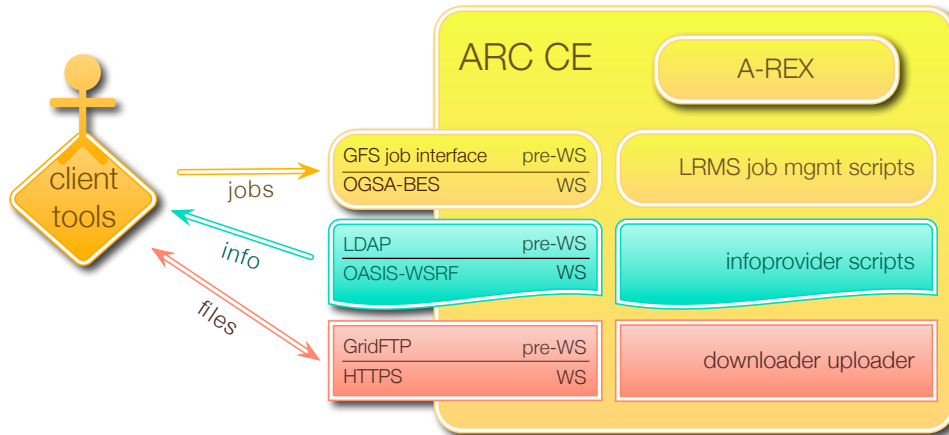 ARC CE
A-REX
client
tools
jobs
info
files
GFS job interface pre-WS
OGSA-BES WS
LRMS job mgmt scripts
LDAP pre-WS
OASIS-WSRF WS
infoprovider scripts
GridFTP pre-WS
HTTPS WS
downloader uploader